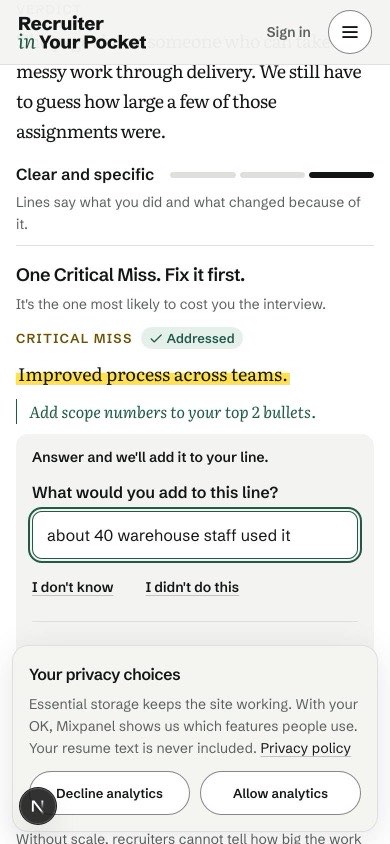 VERDICT
Recruiter
in Your Pocket
Sign in
someone who can take
messy work through delivery. We still have
to guess how large a few of those
assignments were.
Clear and specific
Lines say what you did and what changed because of
it.
One Critical Miss. Fix it first.
It's the one most likely to cost you the interview.
CRITICAL MISS
Addressed
Improved process across teams.
Add scope numbers to your top 2 bullets.
Answer and we'll add it to your line.
What would you add to this line?
about 40 warehouse staff used it
I don't know
I didn't do this
Your privacy choices
Essential storage keeps the site working. With your
OK, Mixpanel shows us which features people use.
Your resume text is never included. Privacy policy
Decline analytics
Allow analytics
N
Without scale, recruiters cannot tell how big the work